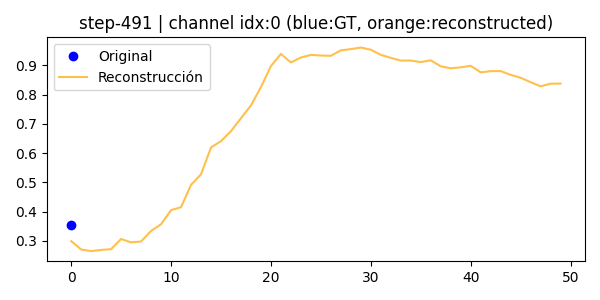 step-491 | channel idx:0 (blue:GT, orange:reconstructed)
Original
Reconstrucción
0.9
0.8
0.7
0.6
0.5
0.4
0.3
0 10 20 30 40 50